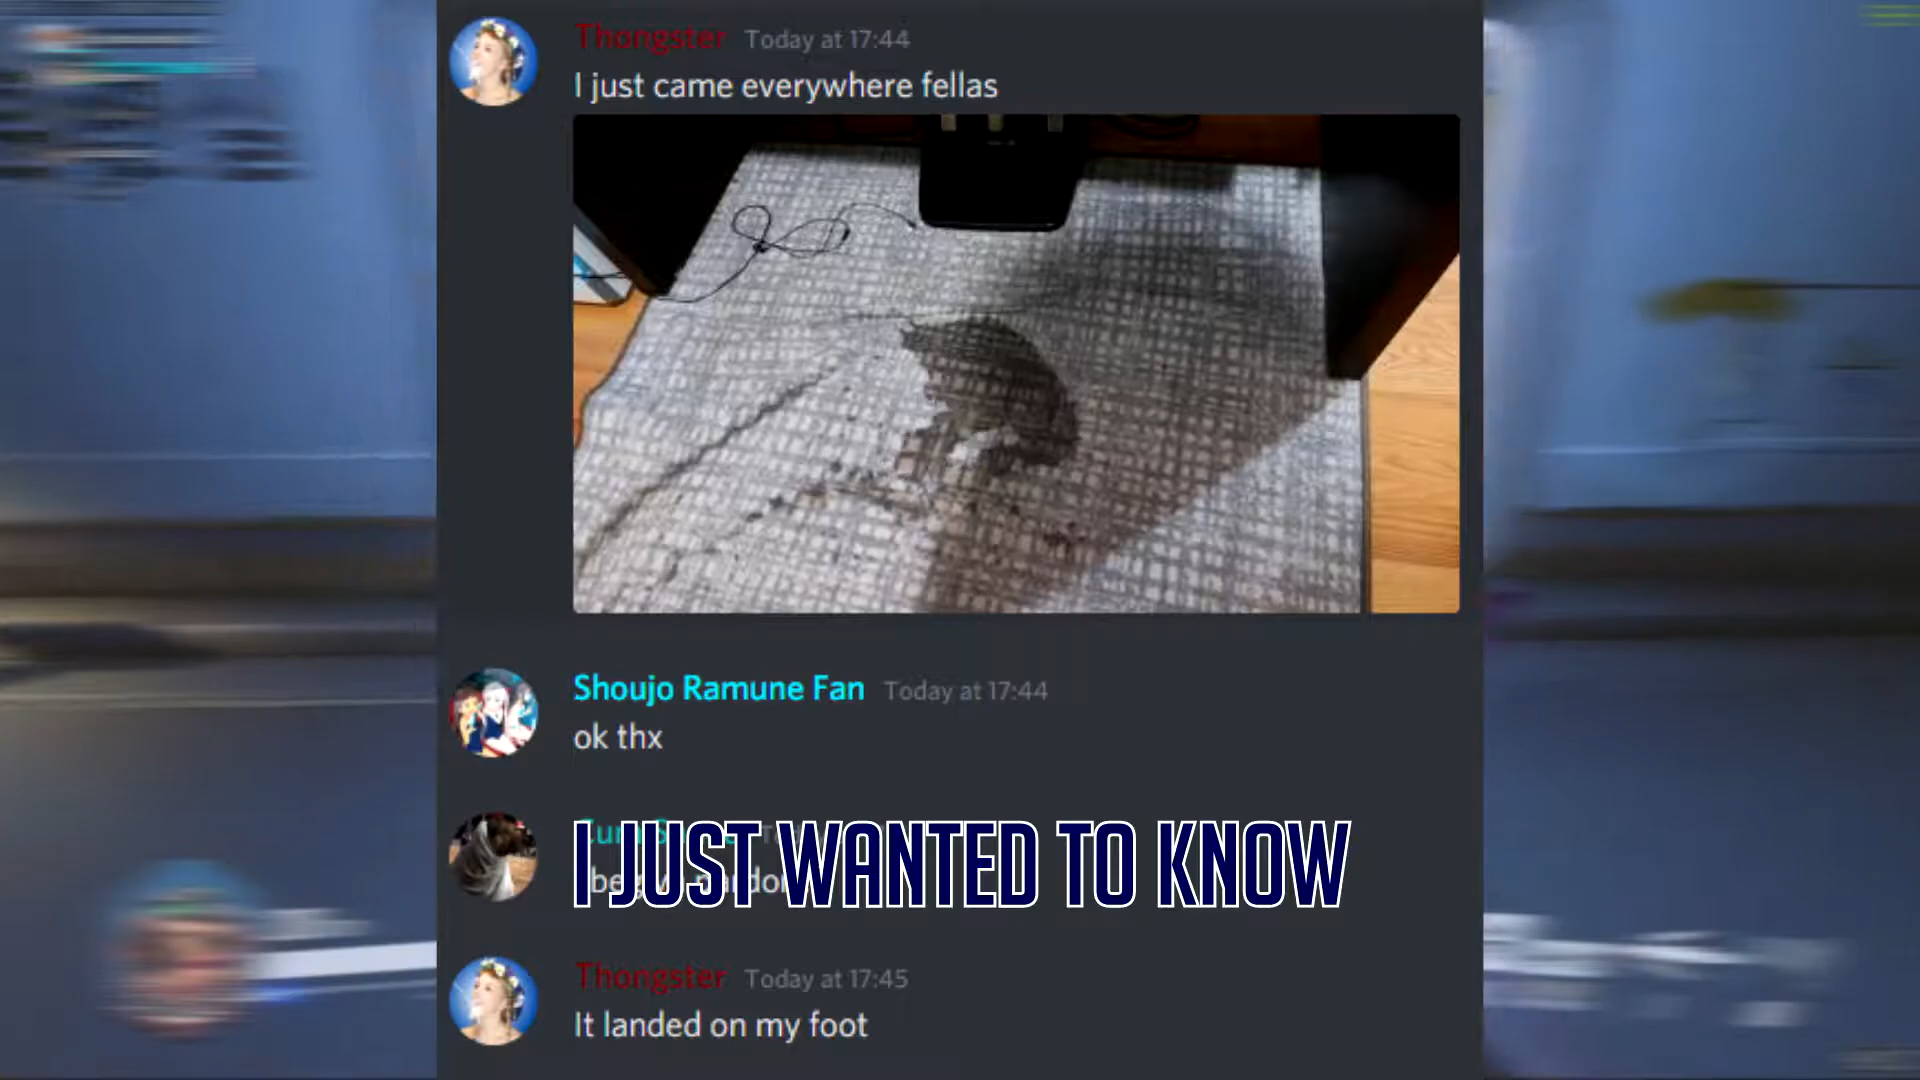 Thongster Today at 17:44
I just came everywhere fellas
Shoujo Ramune Fan Today at 17:44
ok thx
I JUST WANTED TO KNOW
Thongster Today at 17:45
It landed on my foot